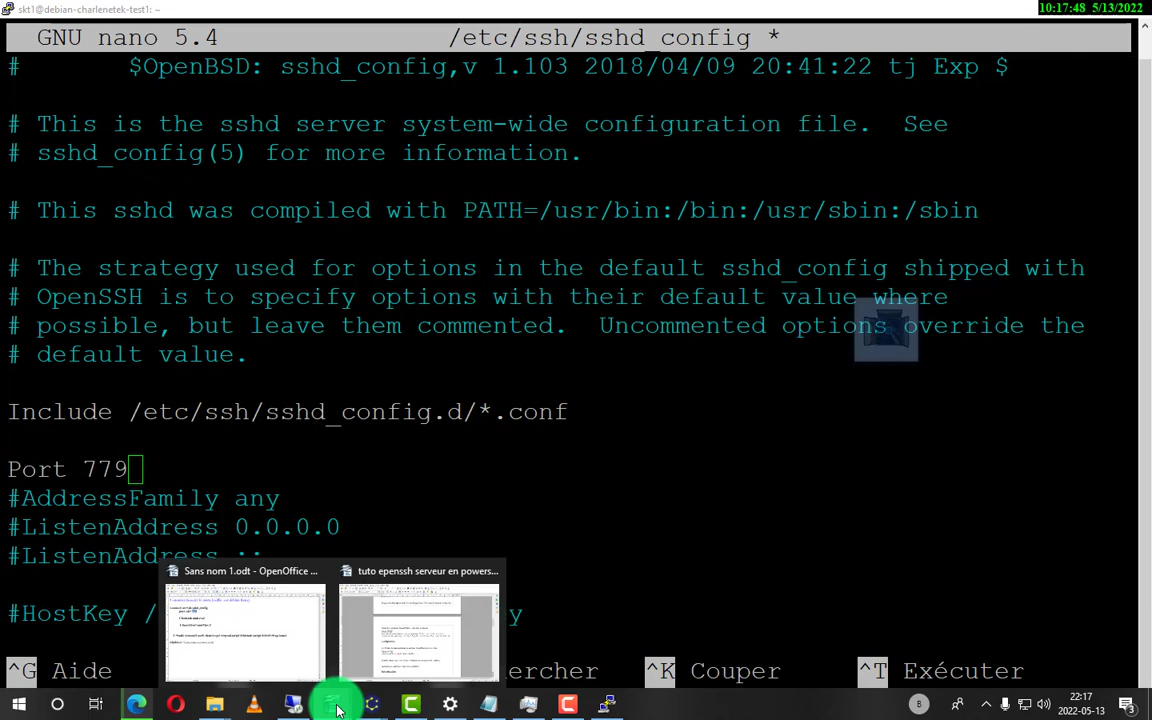 skt1@debian-charlenetek-test1: ~
10:17:48 5/13/2022
GNU nano 5.4 /etc/ssh/sshd_config *
# $OpenBSD: sshd_config,v 1.103 2018/04/09 20:41:22 tj Exp $
# This is the sshd server system-wide configuration file. See
# sshd_config(5) for more information.
# This sshd was compiled with PATH=/usr/bin:/bin:/usr/sbin:/sbin
# The strategy used for options in the default sshd_config shipped with
# OpenSSH is to specify options with their default value where
# possible, but leave them commented. Uncommented options override the
# default value.
Include /etc/ssh/sshd_config.d/*.conf
Port 779
#AddressFamily any
#ListenAddress 0.0.0.0
#ListenAddress ::
Sans nom 1.odt - OpenOffice ...
tuto epenssh serveur en powers...
#HostKey / y
^G Aide ercher ^K Couper ^T Exécuter
B
22:17
2022-05-13
3